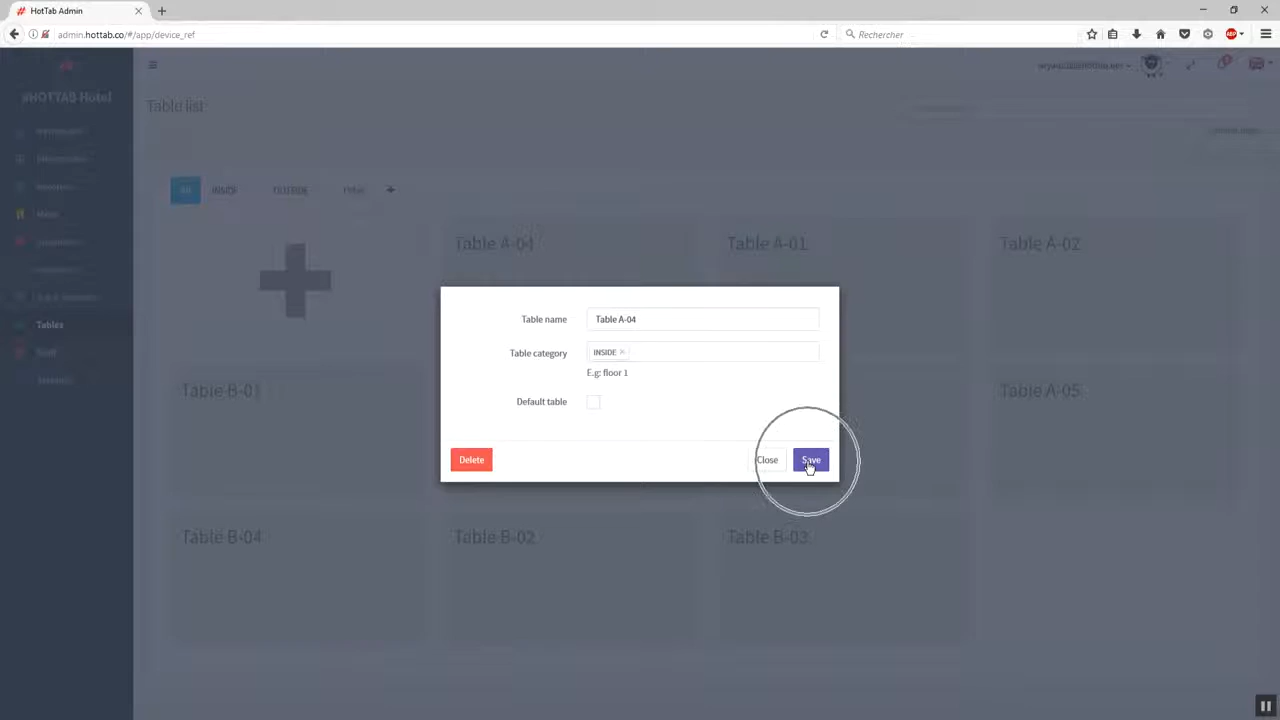 HotTab Admin
admin.hottab.co/#/app/device_ref
Rechercher
#HOTTAB Hotel
Table list
All
INSIDE
OUTSIDE
Table A-04
Table A-01
Table A-02
Menu
Tables
Staff
Table B-01
Table A-05
Table name
Table A-04
Table category
INSIDE ×
E.g: floor 1
Default table
Delete
Close
Save
Table B-04
Table B-02
Table B-03